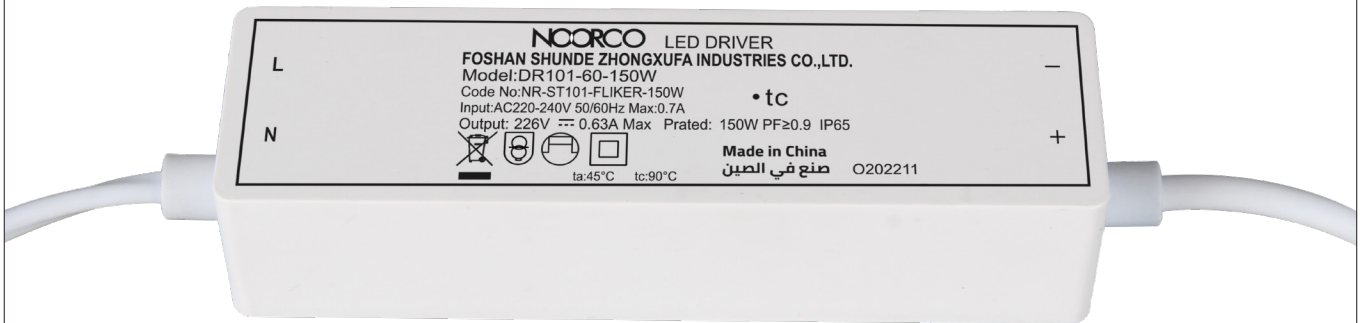 NOORCO LED DRIVER
FOSHAN SHUNDE ZHONGXUFA INDUSTRIES CO.,LTD.
L
Model:DR101-60-150W
−
Code No:NR-ST101-FLIKER-150W
•tc
Input:AC220-240V 50/60Hz Max:0.7A
N
Output: 226V ⎓ 0.63A Max Prated: 150W PF≥0.9 IP65
+
Made in China
صنع في الصين O202211
ta:45°C tc:90°C